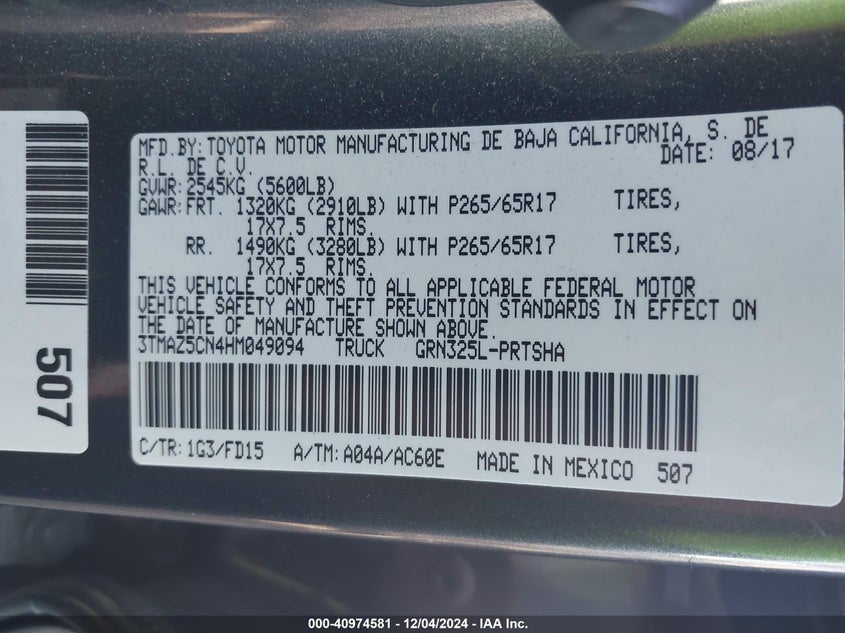 MFD.BY:TOYOTA MOTOR MANUFACTURING DE BAJA CALIFORNIA, S. DE
R.L. DE C.V. DATE: 08/17
GVWR:2545KG (5600LB)
GAWR:FRT. 1320KG (2910LB) WITH P265/65R17 TIRES,
17X7.5 RIMS.
RR. 1490KG (3280LB) WITH P265/65R17 TIRES,
17X7.5 RIMS.
THIS VEHICLE CONFORMS TO ALL APPLICABLE FEDERAL MOTOR
VEHICLE SAFETY AND THEFT PREVENTION STANDARDS IN EFFECT ON
THE DATE OF MANUFACTURE SHOWN ABOVE.
3TMAZ5CN4HM049094 TRUCK GRN325L-PRTSHA
C/TR:1G3/FD15 A/TM:A04A/AC60E MADE IN MEXICO 507
507
000-40974581 - 12/04/2024 - IAA Inc.